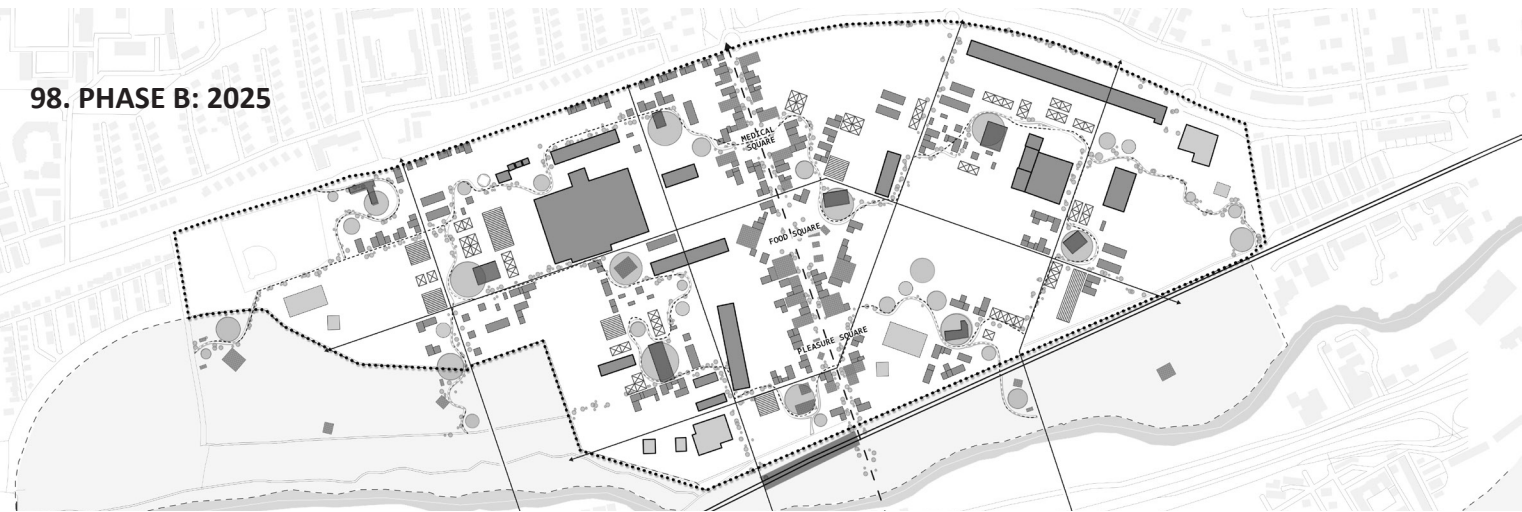 98. PHASE B: 2025
MEDICAL
SQUARE
FOOD SQUARE
PLEASURE SQUARE